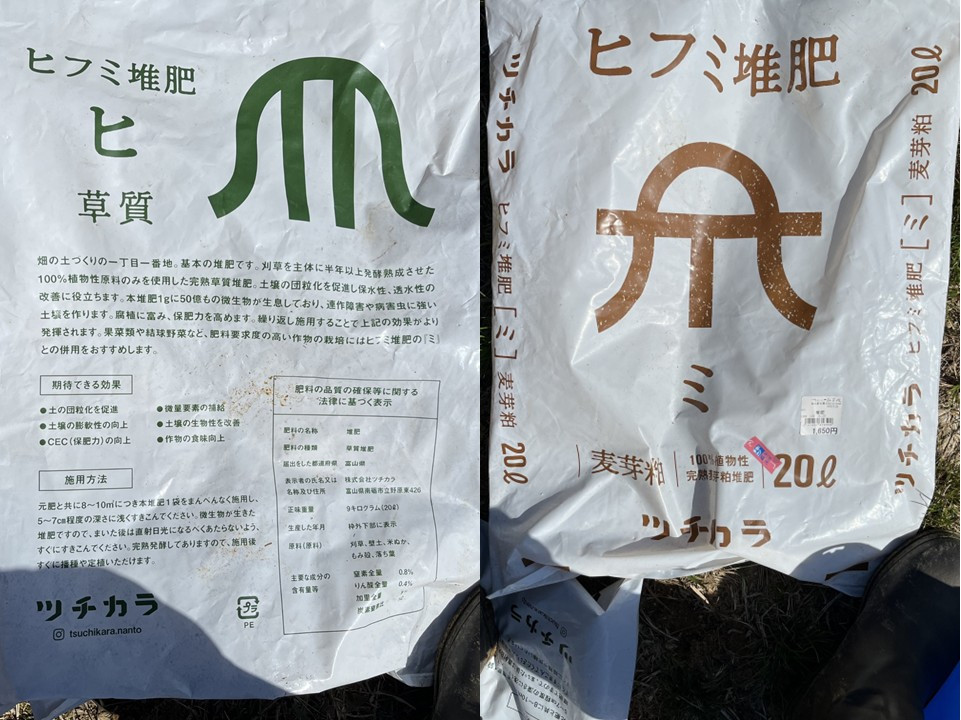 ヒフミ堆肥
ヒ
草質
畑の土つくりの一丁目一番地。基本の堆肥です。刈草を主体に半年以上発酵熟成させた
100%植物性原料のみを使用した完熟草質堆肥。土壌の団粒化を促進し保水性、透水性の
改善に役立ちます。本堆肥1gに50億もの微生物が生息しており、連作障害や病害虫に強い
土壌を作ります。腐植に富み、保肥力を高めます。繰り返し施用することで上記の効果がより
発揮されます。果菜類や結球野菜など、肥料要求度の高い作物の栽培にはヒフミ堆肥の「ミ」
との併用をおすすめします。
期待できる効果
●土の団粒化を促進
●土壌の膨軟性の向上
●CEC(保肥力)の向上
●微量要素の補給
●土壌の生物性を改善
●作物の食味向上
施用方法
元肥と共に8〜10㎡につき本堆肥1袋をまんべんなく施用し、
5〜7cm程度の深さに浅くすきこんでください。微生物が生きた
堆肥ですので、まいた後は直射日光になるべくあたらないよう、
すぐにすきこんでください。完熟発酵してありますので、施用後
すぐに播種や定植いただけます。
ツチカラ
tsuchikara.nanto
プラ
PE
肥料の品質の確保等に関する
法律に基づく表示
肥料の名称 堆肥
肥料の種類 草質堆肥
届出をした都道府県 富山県
表示者の氏名又は 株式会社ツチカラ
名称及び住所 富山県南砺市立野原東426
正味重量 9キログラム(20ℓ)
生産した年月 枠外下部に表示
原料(原料) 刈草、壁土、米ぬか、
もみ殻、落ち葉
主要な成分の 窒素全量 0.8%
含有量等 りん酸全量 0.4%
加里全量
ヒフミ堆肥
ミ
麦芽粕
100%植物性
完熟麦芽粕堆肥
20ℓ
ツチカラ
1,650円
ツチカラ ヒフミ堆肥 [ミ] 麦芽粕 20ℓ
ツチカラ ヒフミ堆肥 [ミ] 麦芽粕 20ℓ
ツチカラ